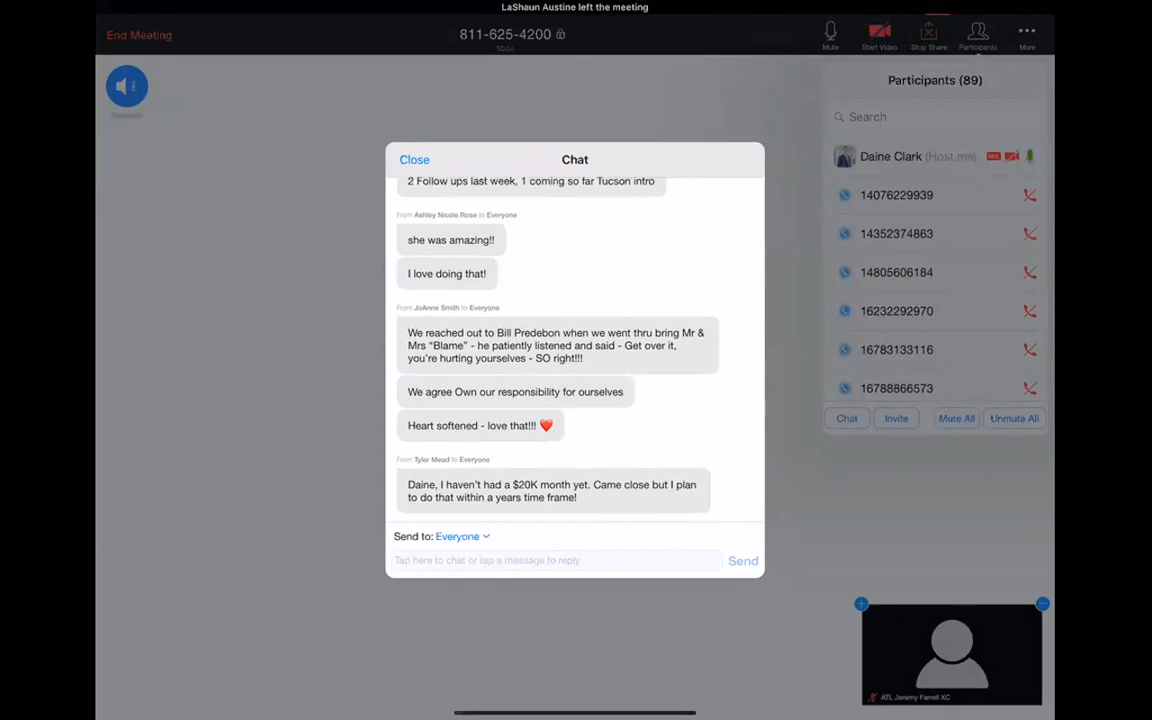 LaShaun Austine left the meeting
End Meeting
811-625-4200
Mute
Start Video
Stop Share
Participants
More
Participants (89)
Search
Daine Clark (Host, me)
14076229939
14352374863
14805606184
16232292970
16783133116
16788866573
Chat
Invite
Mute All
Unmute All
Close
Chat
2 Follow ups last week, 1 coming so far Tucson intro
From Ashley Nicole Rose to Everyone
she was amazing!!
I love doing that!
From JoAnne Smith to Everyone
We reached out to Bill Predebon when we went thru bring Mr &
Mrs “Blame” - he patiently listened and said - Get over it,
you’re hurting yourselves - SO right!!!
We agree Own our responsibility for ourselves
Heart softened - love that!!! ❤️
From Tyler Mead to Everyone
Daine, I haven’t had a $20K month yet. Came close but I plan
to do that within a years time frame!
Send to: Everyone
Tap here to chat or tap a message to reply
Send
ATL Jeremy Farrell XC